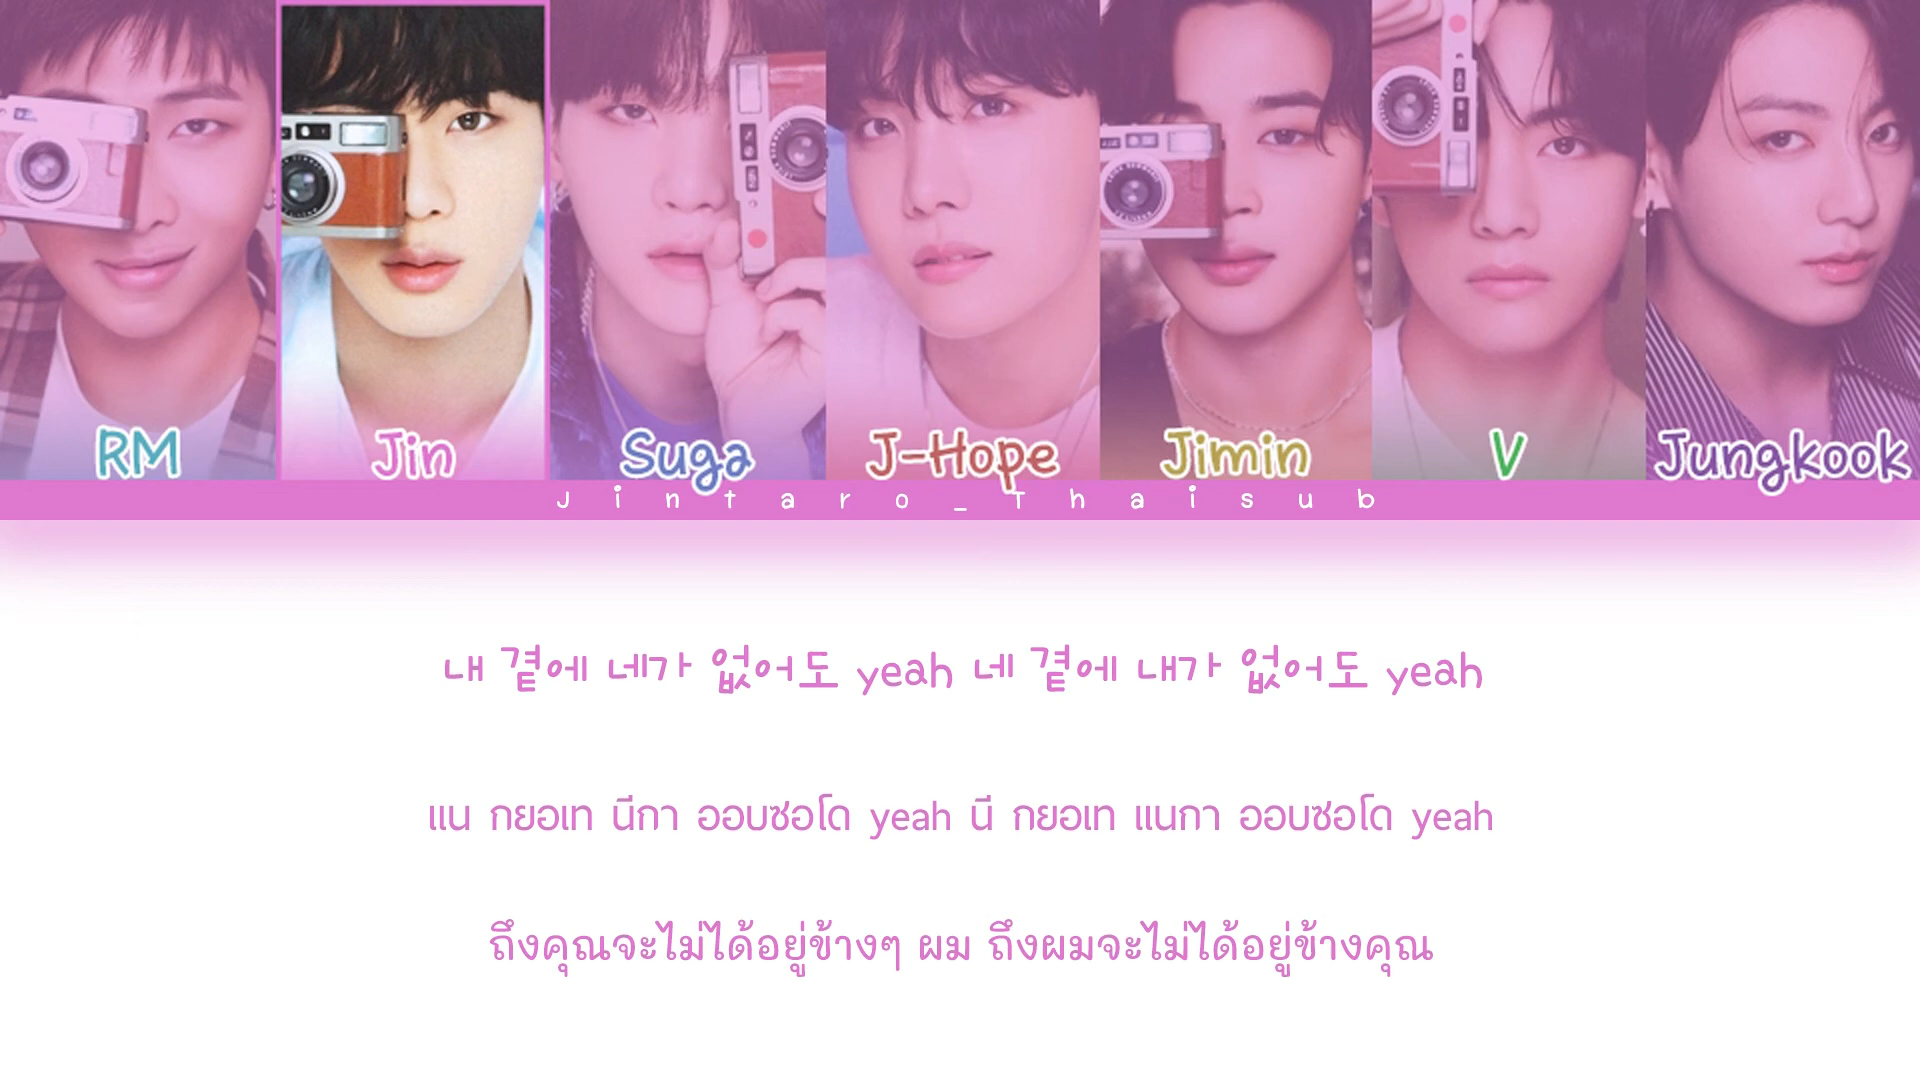 RM Jin Suga J-Hope Jimin V Jungkook
Jintaro_Thaisub
내 곁에 네가 없어도 yeah 네 곁에 내가 없어도 yeah
แน กยอเท นีกา ออบซอโด yeah นี กยอเท แนกา ออบซอโด yeah
ถึงคุณจะไม่ได้อยู่ข้างๆ ผม ถึงผมจะไม่ได้อยู่ข้างคุณ